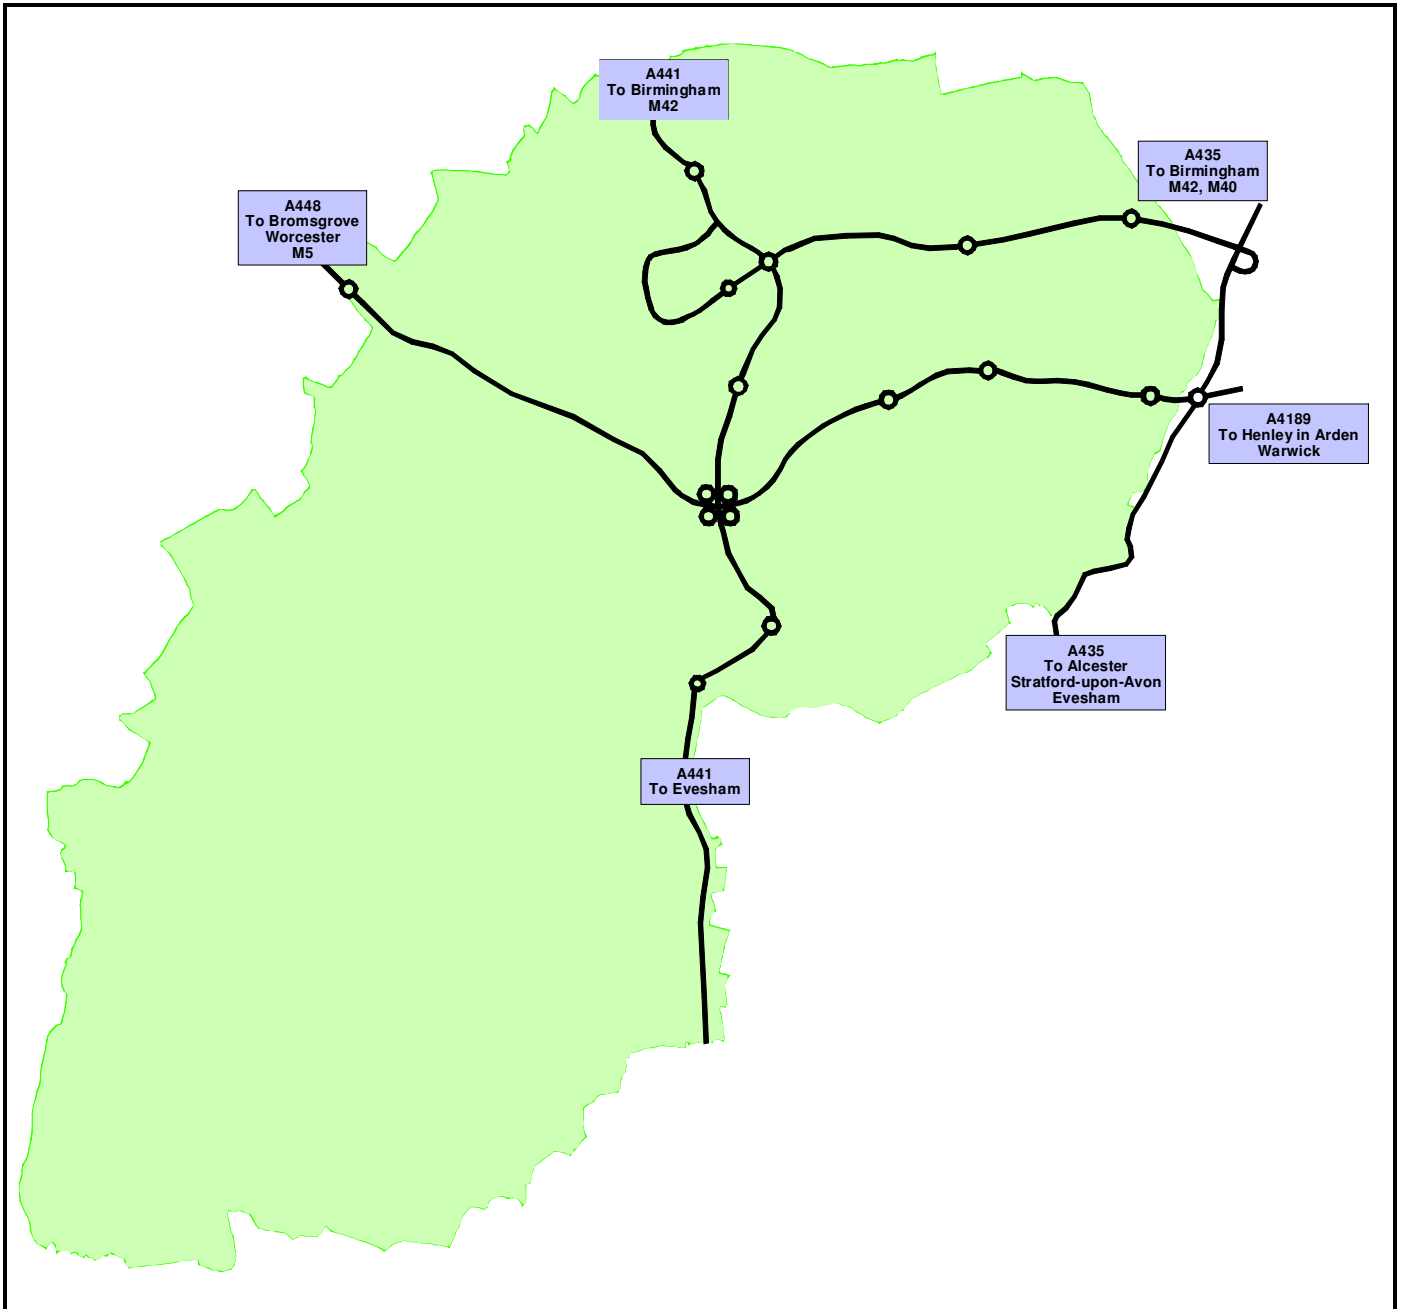 A441
To Birmingham
M42
A435
To Birmingham
M42, M40
A448
To Bromsgrove
Worcester
M5
A4189
To Henley in Arden
Warwick
A435
To Alcester
Stratford-upon-Avon
Evesham
A441
To Evesham